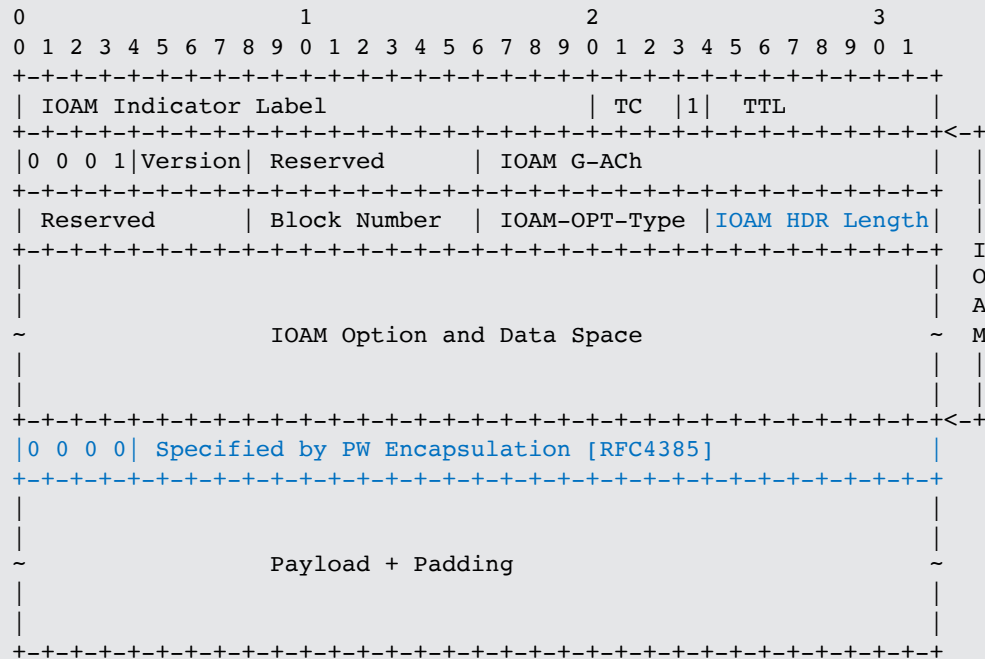 0                   1                   2                   3
0 1 2 3 4 5 6 7 8 9 0 1 2 3 4 5 6 7 8 9 0 1 2 3 4 5 6 7 8 9 0 1
+-+-+-+-+-+-+-+-+-+-+-+-+-+-+-+-+-+-+-+-+-+-+-+-+-+-+-+-+-+-+-+-+
| IOAM Indicator Label                  | TC  |1|  TTL          |
+-+-+-+-+-+-+-+-+-+-+-+-+-+-+-+-+-+-+-+-+-+-+-+-+-+-+-+-+-+-+-+-+<-+
|0 0 0 1|Version| Reserved      | IOAM G-ACh                    |  |
+-+-+-+-+-+-+-+-+-+-+-+-+-+-+-+-+-+-+-+-+-+-+-+-+-+-+-+-+-+-+-+-+  |
| Reserved      | Block Number  | IOAM-OPT-Type |IOAM HDR Length|  |
+-+-+-+-+-+-+-+-+-+-+-+-+-+-+-+-+-+-+-+-+-+-+-+-+-+-+-+-+-+-+-+-+  I
|                                                               |  O
|                                                               |  A
~                 IOAM Option and Data Space                    ~  M
|                                                               |  |
|                                                               |  |
+-+-+-+-+-+-+-+-+-+-+-+-+-+-+-+-+-+-+-+-+-+-+-+-+-+-+-+-+-+-+-+-+<-+
|0 0 0 0| Specified by PW Encapsulation [RFC4385]               |
+-+-+-+-+-+-+-+-+-+-+-+-+-+-+-+-+-+-+-+-+-+-+-+-+-+-+-+-+-+-+-+-+
|                                                               |
|                                                               |
~                 Payload + Padding                             ~
|                                                               |
|                                                               |
+-+-+-+-+-+-+-+-+-+-+-+-+-+-+-+-+-+-+-+-+-+-+-+-+-+-+-+-+-+-+-+-+